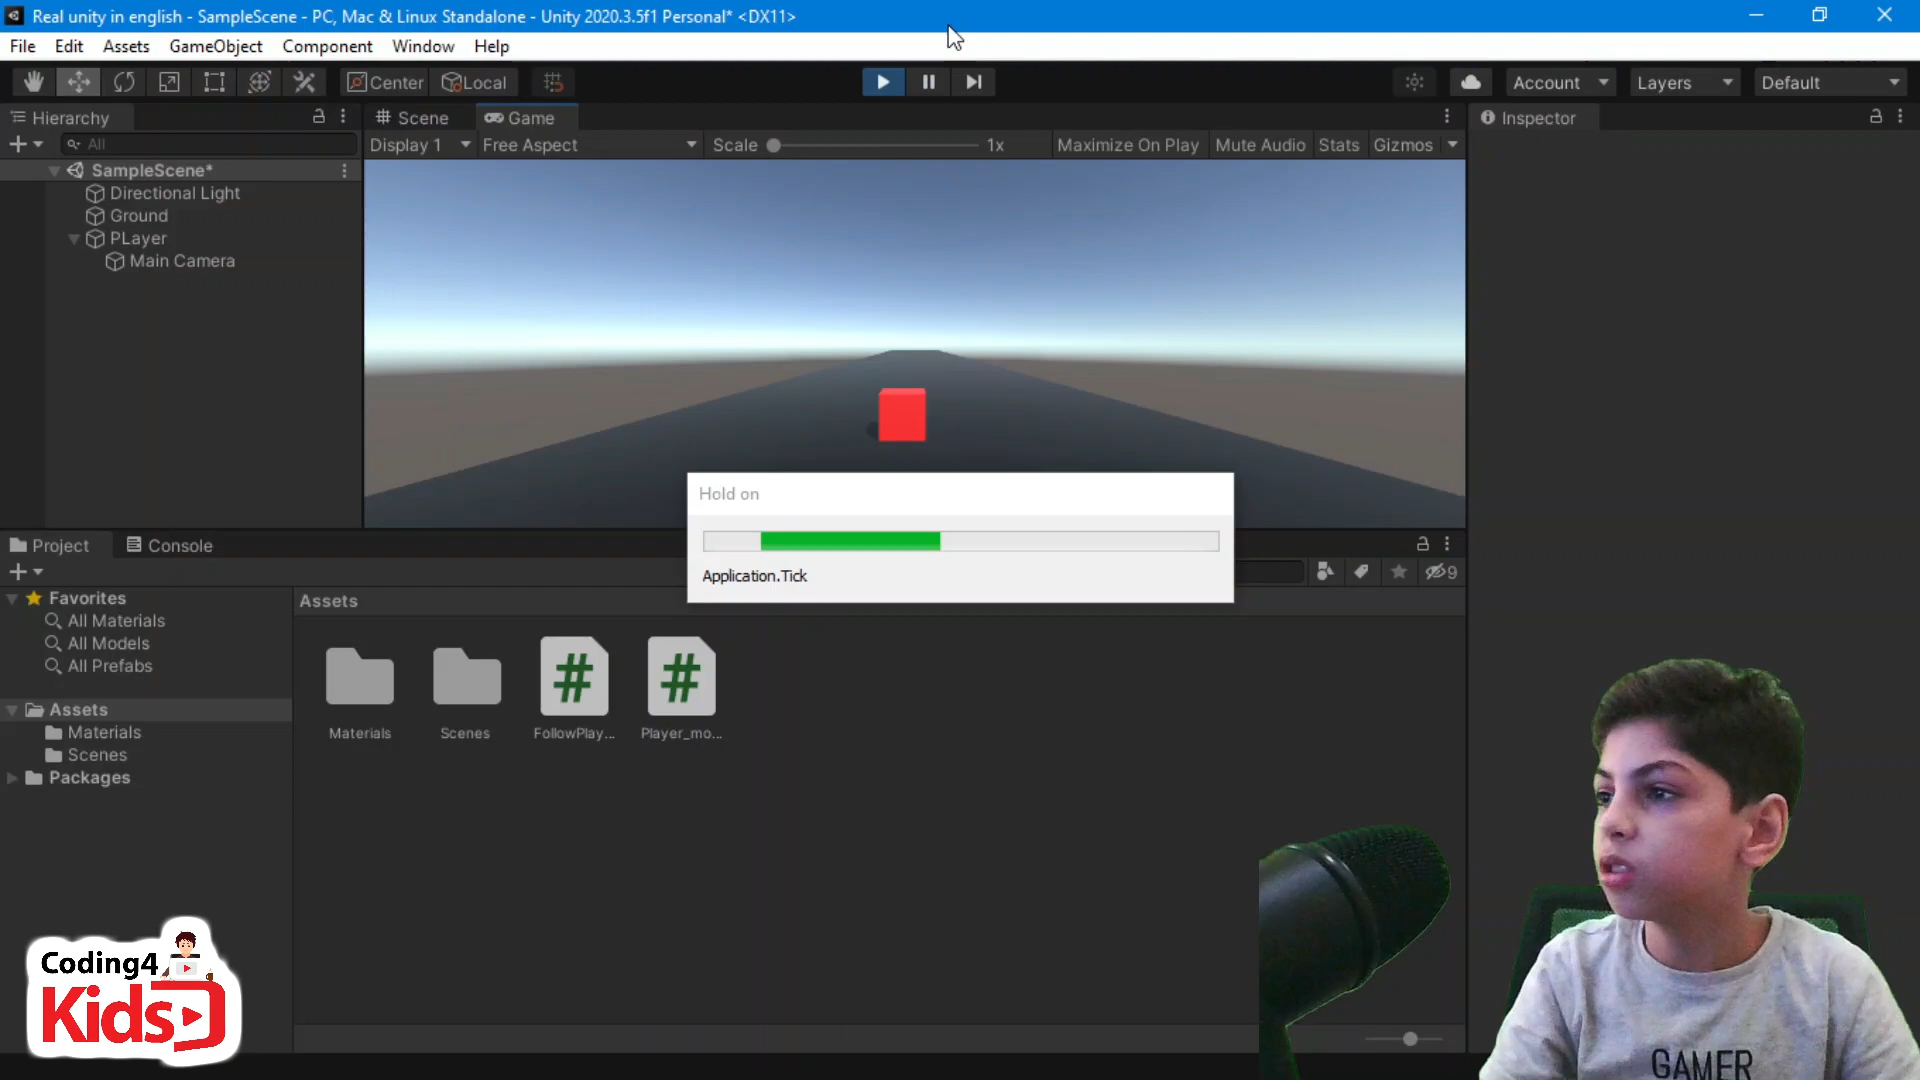 Real unity in english - SampleScene - PC, Mac & Linux Standalone - Unity 2020.3.5f1 Personal* <DX11>
File Edit Assets GameObject Component Window Help
Center Local Account Layers Default
Hierarchy Scene Game Inspector
All Display 1 Free Aspect Scale 1x Maximize On Play Mute Audio Stats Gizmos
SampleScene*
Directional Light
Ground
PLayer
Main Camera
Hold on
Application.Tick
Project Console
9
Favorites
All Materials
All Models
All Prefabs
Assets
Materials
Scenes
Packages
Assets
Materials Scenes FollowPlay... Player_mo...
Coding4
Kids
GAMER